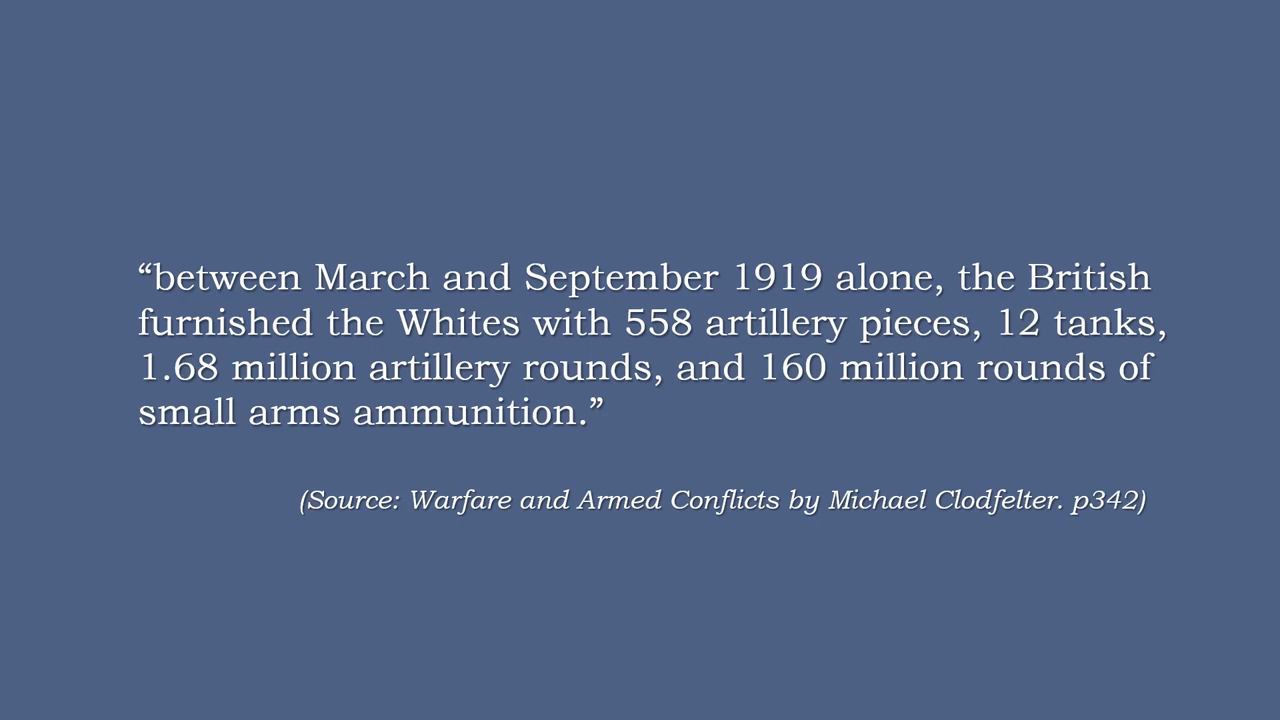 “between March and September 1919 alone, the British
furnished the Whites with 558 artillery pieces, 12 tanks,
1.68 million artillery rounds, and 160 million rounds of
small arms ammunition.”
(Source: Warfare and Armed Conflicts by Michael Clodfelter. p342)